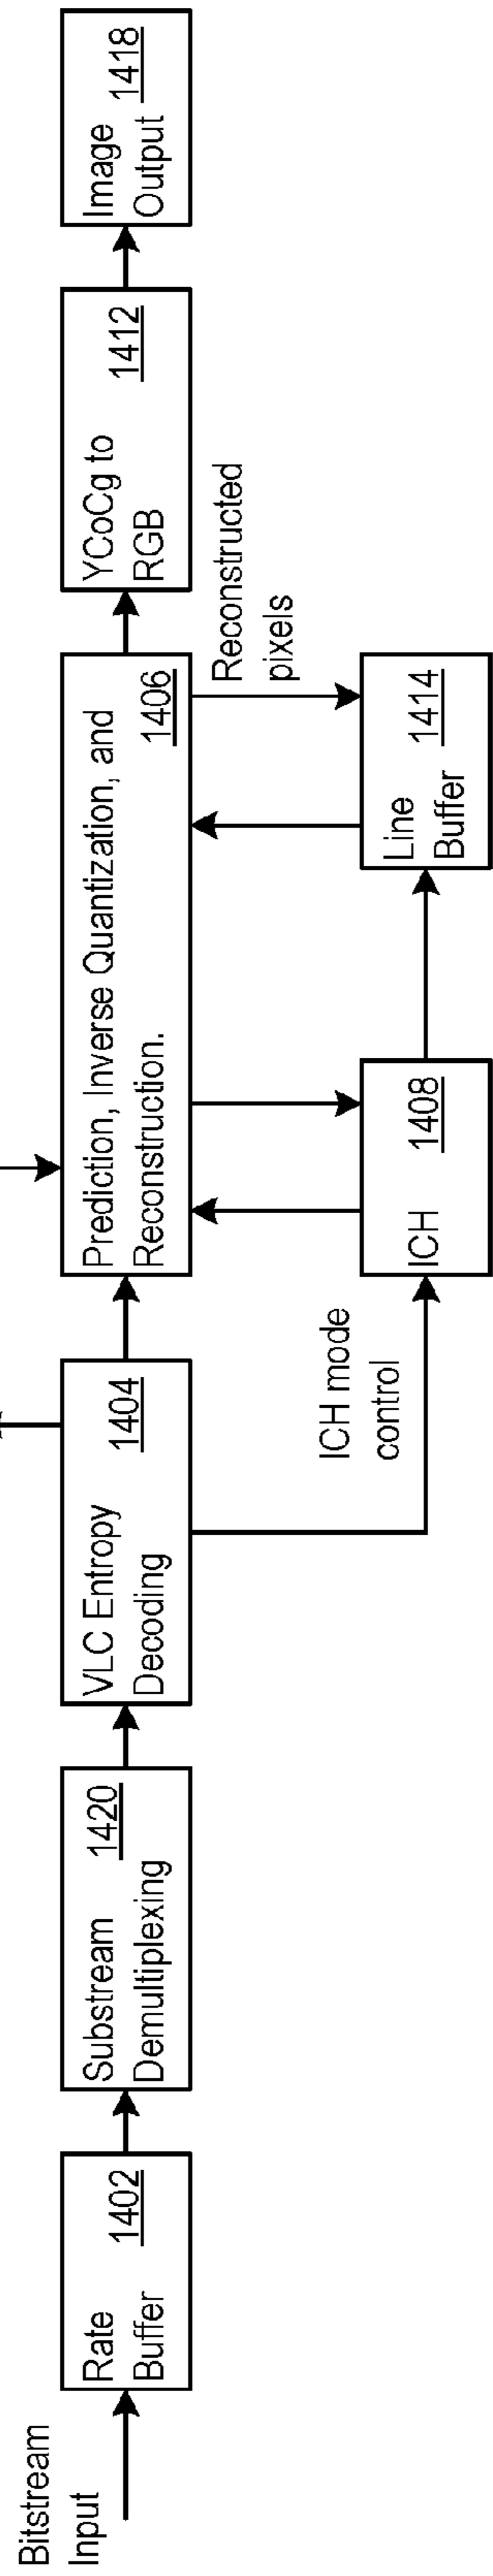 Bitstream
Input
Rate
Buffer
1402
Substream
1420
Demultiplexing
VLC Entropy
Decoding
1404
ICH mode
control
Prediction, Inverse Quantization, and
Reconstruction.
1406
ICH
1408
Line
Buffer
1414
Reconstructed
pixels
YCoCg to
RGB
1412
Image
Output
1418